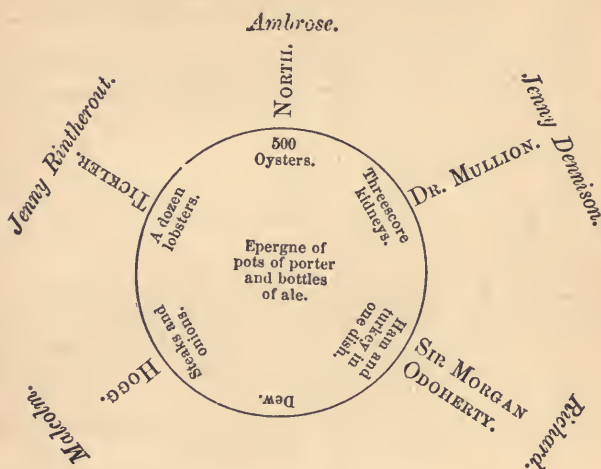 Ambrose.
NORTH.
500
Oysters.
Jenny Dennison.
DR. MULLION.
Threescore
kidneys.
Richard.
SIR MORGAN
ODOHERTY.
Ham and
turkey in
one dish.
Dew.
Malcolm.
HOGG.
Steaks and
onions.
Jenny Rintherout.
TICKLER.
A dozen
lobsters.
Epergne of
pots of porter
and bottles
of ale.